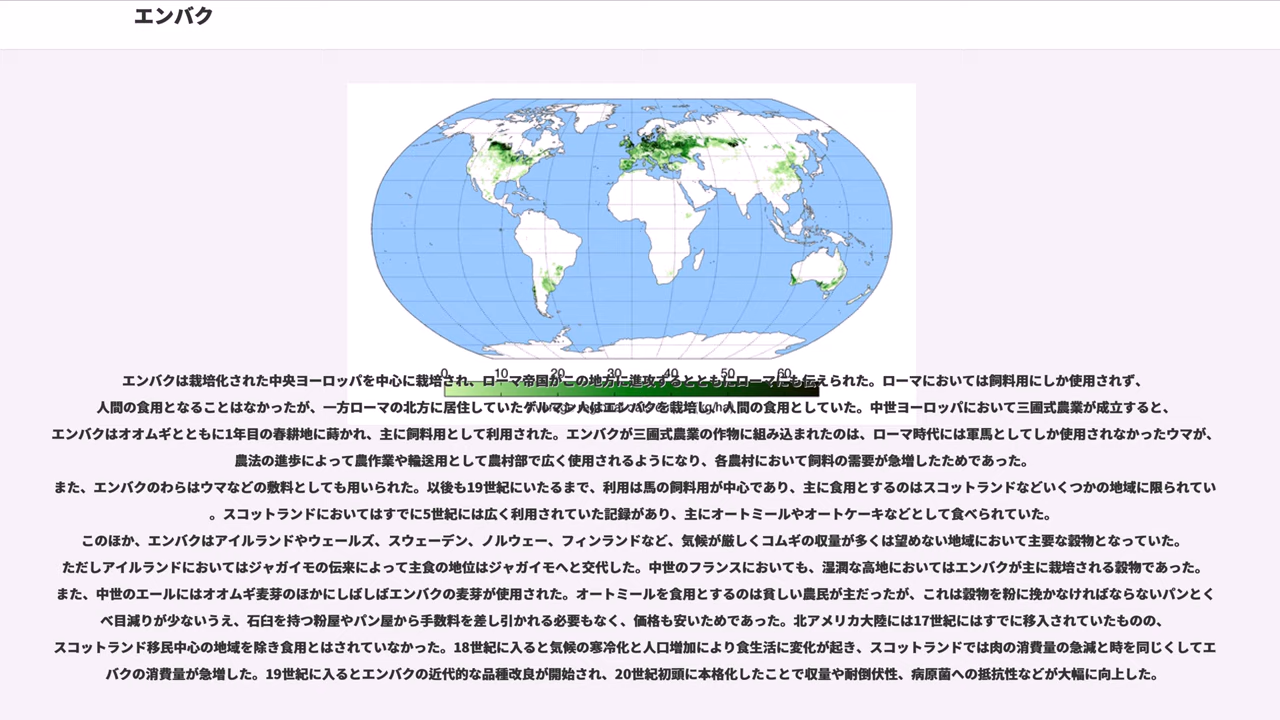 エンバク
0 10 20 30 40 50 60
エンバクは栽培化された中央ヨーロッパを中心に栽培され、ローマ帝国がこの地方に進攻するとともにローマにも伝えられた。ローマにおいては飼料用にしか使用されず、
人間の食用となることはなかったが、一方ローマの北方に居住していたゲルマン人はエンバクを栽培し、人間の食用としていた。中世ヨーロッパにおいて三圃式農業が成立すると、
エンバクはオオムギとともに1年目の春耕地に蒔かれ、主に飼料用として利用された。エンバクが三圃式農業の作物に組み込まれたのは、ローマ時代には軍馬としてしか使用されなかったウマが、
農法の進歩によって農作業や輸送用として農村部で広く使用されるようになり、各農村において飼料の需要が急増したためであった。
また、エンバクのわらはウマなどの敷料としても用いられた。以後も19世紀にいたるまで、利用は馬の飼料用が中心であり、主に食用とするのはスコットランドなどいくつかの地域に限られてい
。スコットランドにおいてはすでに5世紀には広く利用されていた記録があり、主にオートミールやオートケーキなどとして食べられていた。
このほか、エンバクはアイルランドやウェールズ、スウェーデン、ノルウェー、フィンランドなど、気候が厳しくコムギの収量が多くは望めない地域において主要な穀物となっていた。
ただしアイルランドにおいてはジャガイモの伝来によって主食の地位はジャガイモへと交代した。中世のフランスにおいても、湿潤な高地においてはエンバクが主に栽培される穀物であった。
また、中世のエールにはオオムギ麦芽のほかにしばしばエンバクの麦芽が使用された。オートミールを食用とするのは貧しい農民が主だったが、これは穀物を粉に挽かなければならないパンとく
べ目減りが少ないうえ、石臼を持つ粉屋やパン屋から手数料を差し引かれる必要もなく、価格も安いためであった。北アメリカ大陸には17世紀にはすでに移入されていたものの、
スコットランド移民中心の地域を除き食用とはされていなかった。18世紀に入ると気候の寒冷化と人口増加により食生活に変化が起き、スコットランドでは肉の消費量の急減と時を同じくしてエ
バクの消費量が急増した。19世紀に入るとエンバクの近代的な品種改良が開始され、20世紀初頭に本格化したことで収量や耐倒伏性、病原菌への抵抗性などが大幅に向上した。